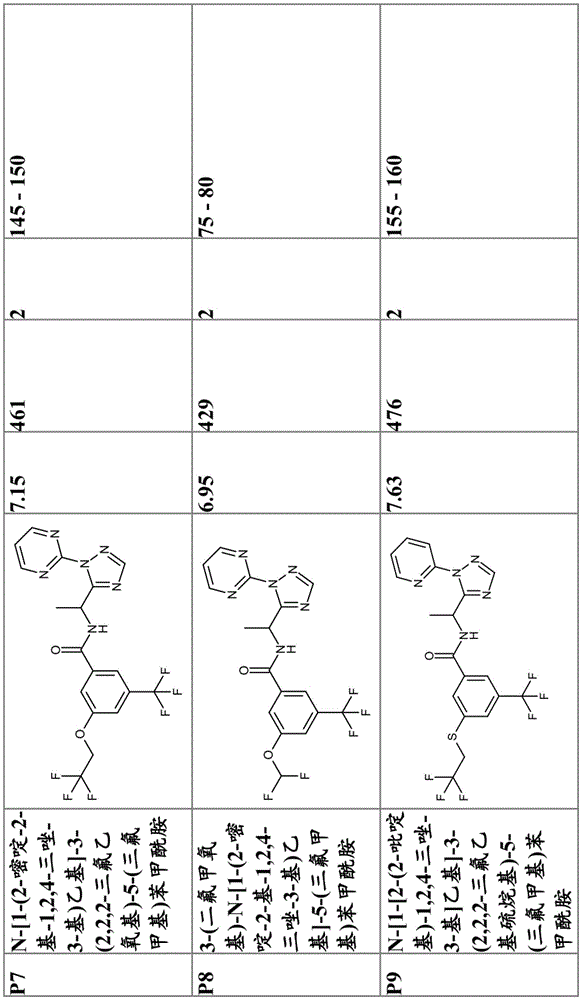 P7
N-[1-(2-嘧啶-2-
基-1,2,4-三唑-
3-基)乙基]-3-
(2,2,2-三氟乙
氧基)-5-(三氟
甲基)苯甲酰胺
F
F
F
O
F
F
F
O
N
H
N
N
N
N
N
7.15
461
2
145 - 150
P8
3-(二氟甲氧
基)-N-[1-(2-嘧
啶-2-基-1,2,4-
三唑-3-基)乙
基]-5-(三氟甲
基)苯甲酰胺
F
F
O
F
F
F
O
N
H
N
N
N
N
N
6.95
429
2
75 - 80
P9
N-[1-[2-(2-吡啶
基)-1,2,4-三唑-
3-基]乙基]-3-
(2,2,2-三氟乙
基硫烷基)-5-
(三氟甲基)苯
甲酰胺
F
F
F
S
F
F
F
O
N
H
N
N
N
N
7.63
476
2
155 - 160